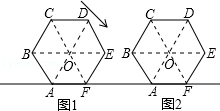 C D C D
B O E B O E
A F A F
图1 图2